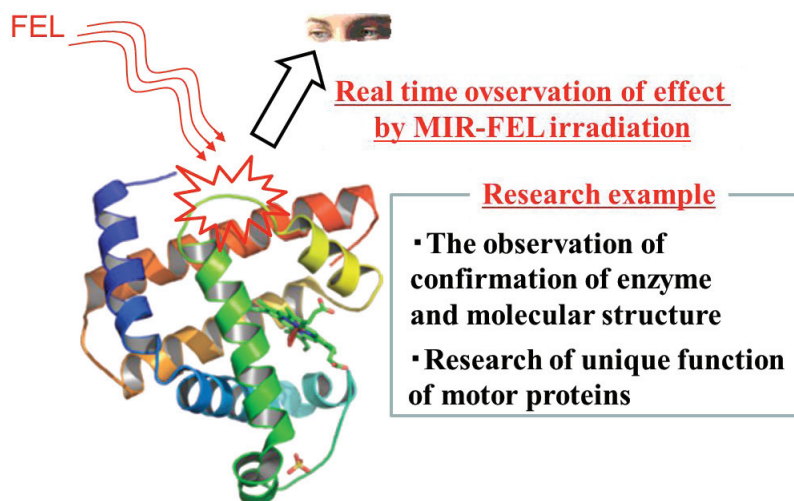 FEL
Real time ovservation of effect
by MIR-FEL irradiation
Research example
・The observation of
confirmation of enzyme
and molecular structure
・Research of unique function
of motor proteins